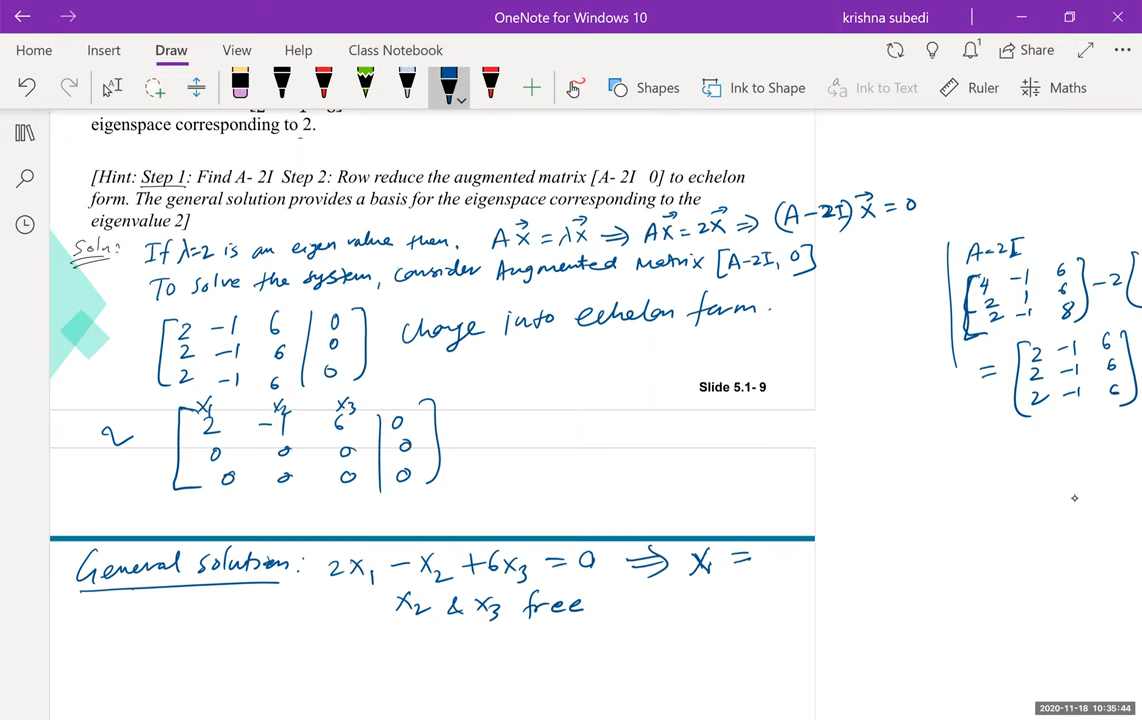 OneNote for Windows 10
krishna subedi
Home Insert Draw View Help Class Notebook
1 Share
Shapes Ink to Shape Ink to Text Ruler Maths
eigenspace corresponding to 2.
[Hint: Step 1: Find A- 2I Step 2: Row reduce the augmented matrix [A- 2I 0] to echelon
form. The general solution provides a basis for the eigenspace corresponding to the
eigenvalue 2]
Soln: If λ=2 is an eigen value then. Ax⃗ = λx⃗ ⇒ Ax⃗ = 2x⃗ ⇒ (A-2I)x⃗ = 0
To solve the system, consider Augmented Matrix [A-2I, 0]
[2 -1 6 | 0]
[2 -1 6 | 0]
[2 -1 6 | 0]
change into echelon form.
Slide 5.1- 9
x1 x2 x3
~ [2 -1 6 | 0]
[0 0 0 | 0]
[0 0 0 | 0]
General solution: 2x1 - x2 + 6x3 = 0 ⇒ x1 =
x2 & x3 free
A-2I
[4 -1 6]
[2 1 6] -2[
[2 -1 8]
= [2 -1 6]
[2 -1 6]
[2 -1 6]
2020-11-18 10:35:44